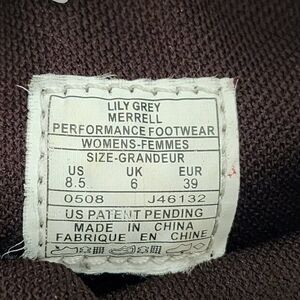 LILY GREY
MERRELL
PERFORMANCE FOOTWEAR
WOMENS-FEMMES
SIZE-GRANDEUR
US UK EUR
8.5 6 39
0508 J46132
US PATENT PENDING
MADE IN CHINA
FABRIQUE EN CHINE